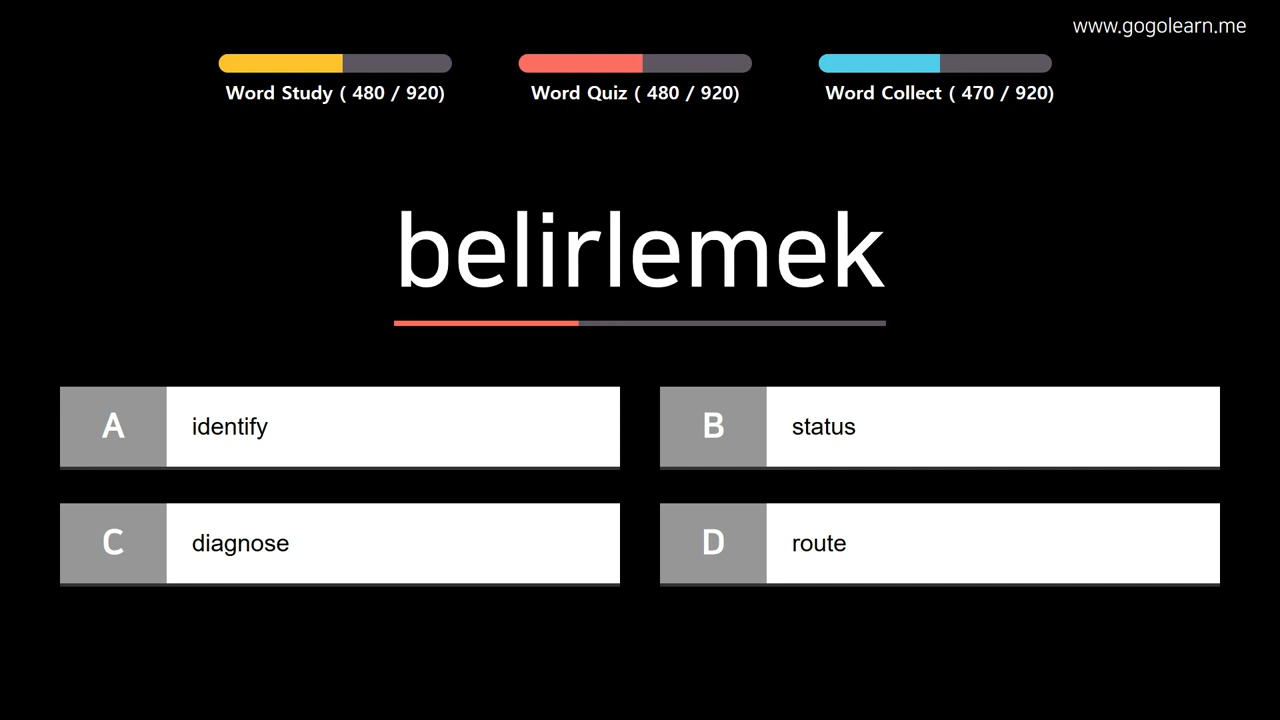 www.gogolearn.me
Word Study ( 480 / 920)
Word Quiz ( 480 / 920)
Word Collect ( 470 / 920)
belirlemek
A identify
B status
C diagnose
D route